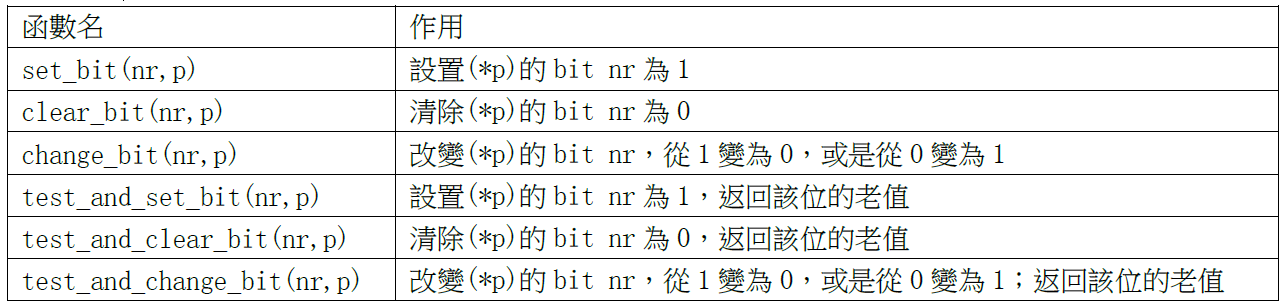 函數名 作用
set_bit(nr,p) 設置(*p)的 bit nr 為 1
clear_bit(nr,p) 清除(*p)的 bit nr 為 0
change_bit(nr,p) 改變(*p)的 bit nr，從 1 變為 0，或是從 0 變為 1
test_and_set_bit(nr,p) 設置(*p)的 bit nr 為 1，返回該位的老值
test_and_clear_bit(nr,p) 清除(*p)的 bit nr 為 0，返回該位的老值
test_and_change_bit(nr,p) 改變(*p)的 bit nr，從 1 變為 0，或是從 0 變為 1；返回該位的老值